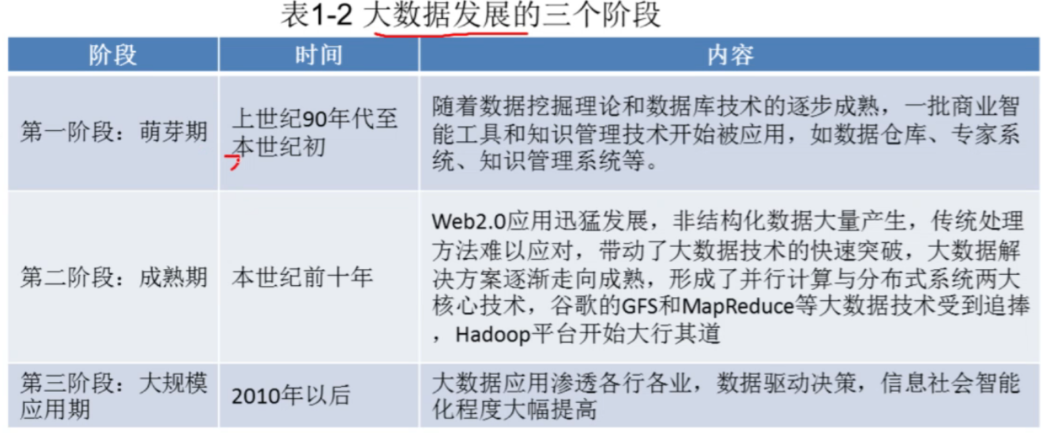 表1-2 大数据发展的三个阶段
阶段 时间 内容
第一阶段：萌芽期
上世纪90年代至
本世纪初
随着数据挖掘理论和数据库技术的逐步成熟，一批商业智
能工具和知识管理技术开始被应用，如数据仓库、专家系
统、知识管理系统等。
第二阶段：成熟期
本世纪前十年
Web2.0应用迅猛发展，非结构化数据大量产生，传统处理
方法难以应对，带动了大数据技术的快速突破，大数据解
决方案逐渐走向成熟，形成了并行计算与分布式系统两大
核心技术，谷歌的GFS和MapReduce等大数据技术受到追捧
，Hadoop平台开始大行其道
第三阶段：大规模
应用期
2010年以后
大数据应用渗透各行各业，数据驱动决策，信息社会智能
化程度大幅提高